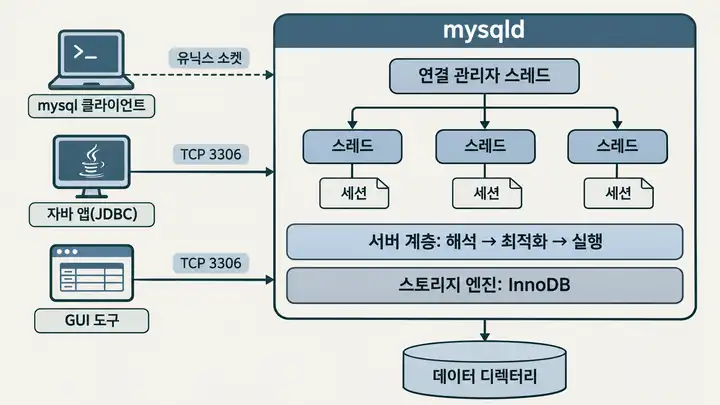 mysqld
유닉스 소켓
mysql 클라이언트
연결 관리자 스레드
TCP 3306
자바 앱(JDBC)
스레드
스레드
스레드
세션
세션
세션
TCP 3306
GUI 도구
서버 계층: 해석 → 최적화 → 실행
스토리지 엔진: InnoDB
데이터 디렉터리